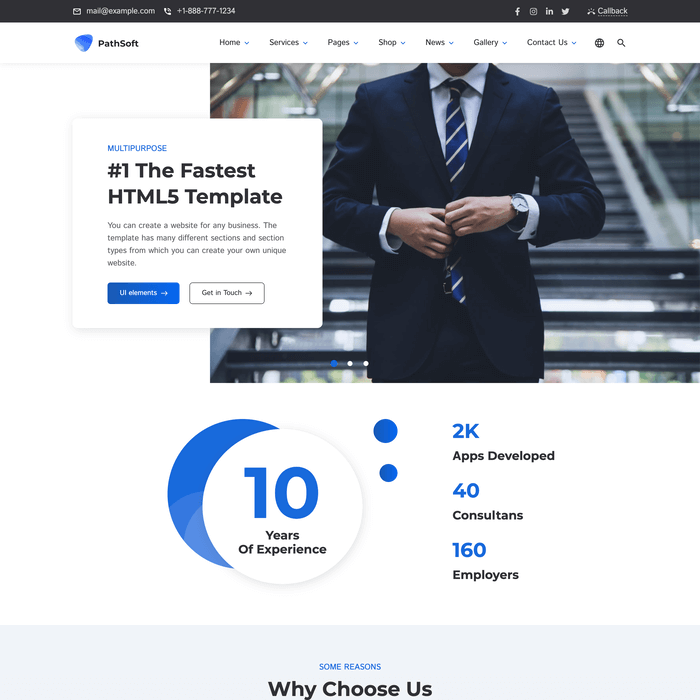 mail@example.com +1-888-777-1234 Callback
PathSoft Home Services Pages Shop News Gallery Contact Us
MULTIPURPOSE
#1 The Fastest
HTML5 Template
You can create a website for any business. The
template has many different sections and section
types from which you can create your own unique
website.
UI elements Get in Touch
10
Years
Of Experience
2K
Apps Developed
40
Consultans
160
Employers
SOME REASONS
Why Choose Us